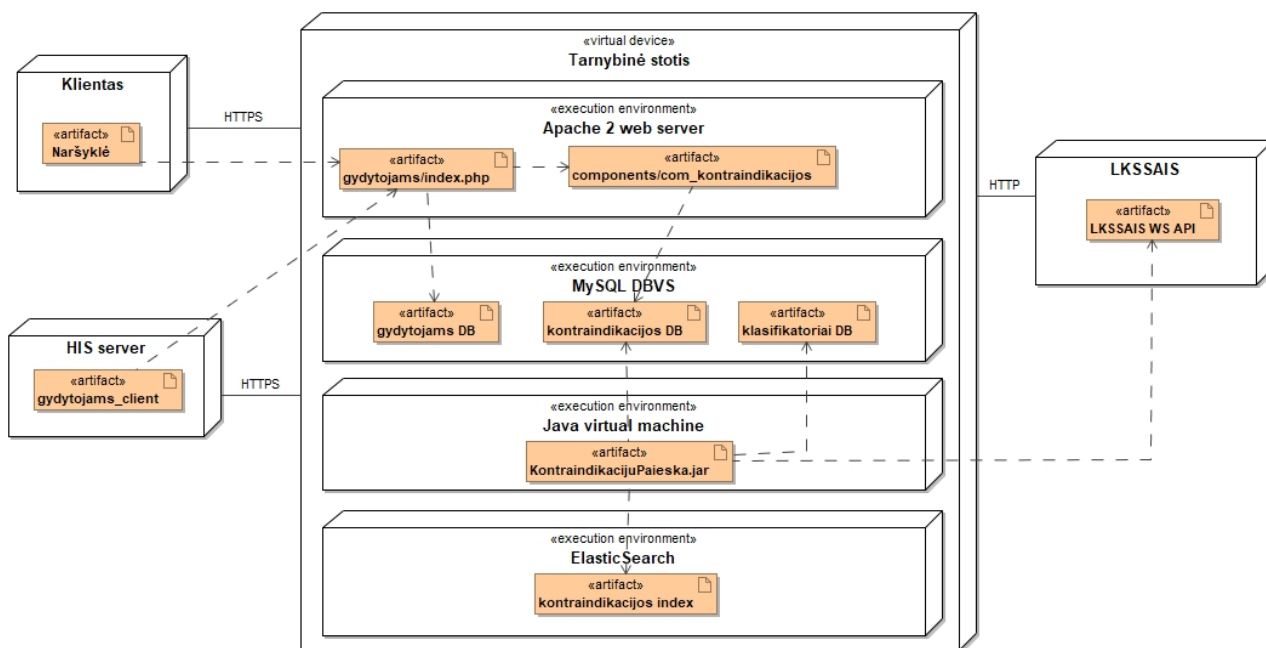 «virtual device»
Tarnybinė stotis
Klientas
«artifact»
Naršyklė
HTTPS
«execution environment»
Apache 2 web server
«artifact»
gydytojams/index.php
«artifact»
components/com_kontraindikacijos
HTTP
LKSSAIS
«artifact»
LKSSAIS WS API
«execution environment»
MySQL DBVS
«artifact»
gydytojams DB
«artifact»
kontraindikacijos DB
«artifact»
klasifikatoriai DB
HIS server
«artifact»
gydytojams_client
HTTPS
«execution environment»
Java virtual machine
«artifact»
KontraindikacijuPaieska.jar
«execution environment»
ElasticSearch
«artifact»
kontraindikacijos index